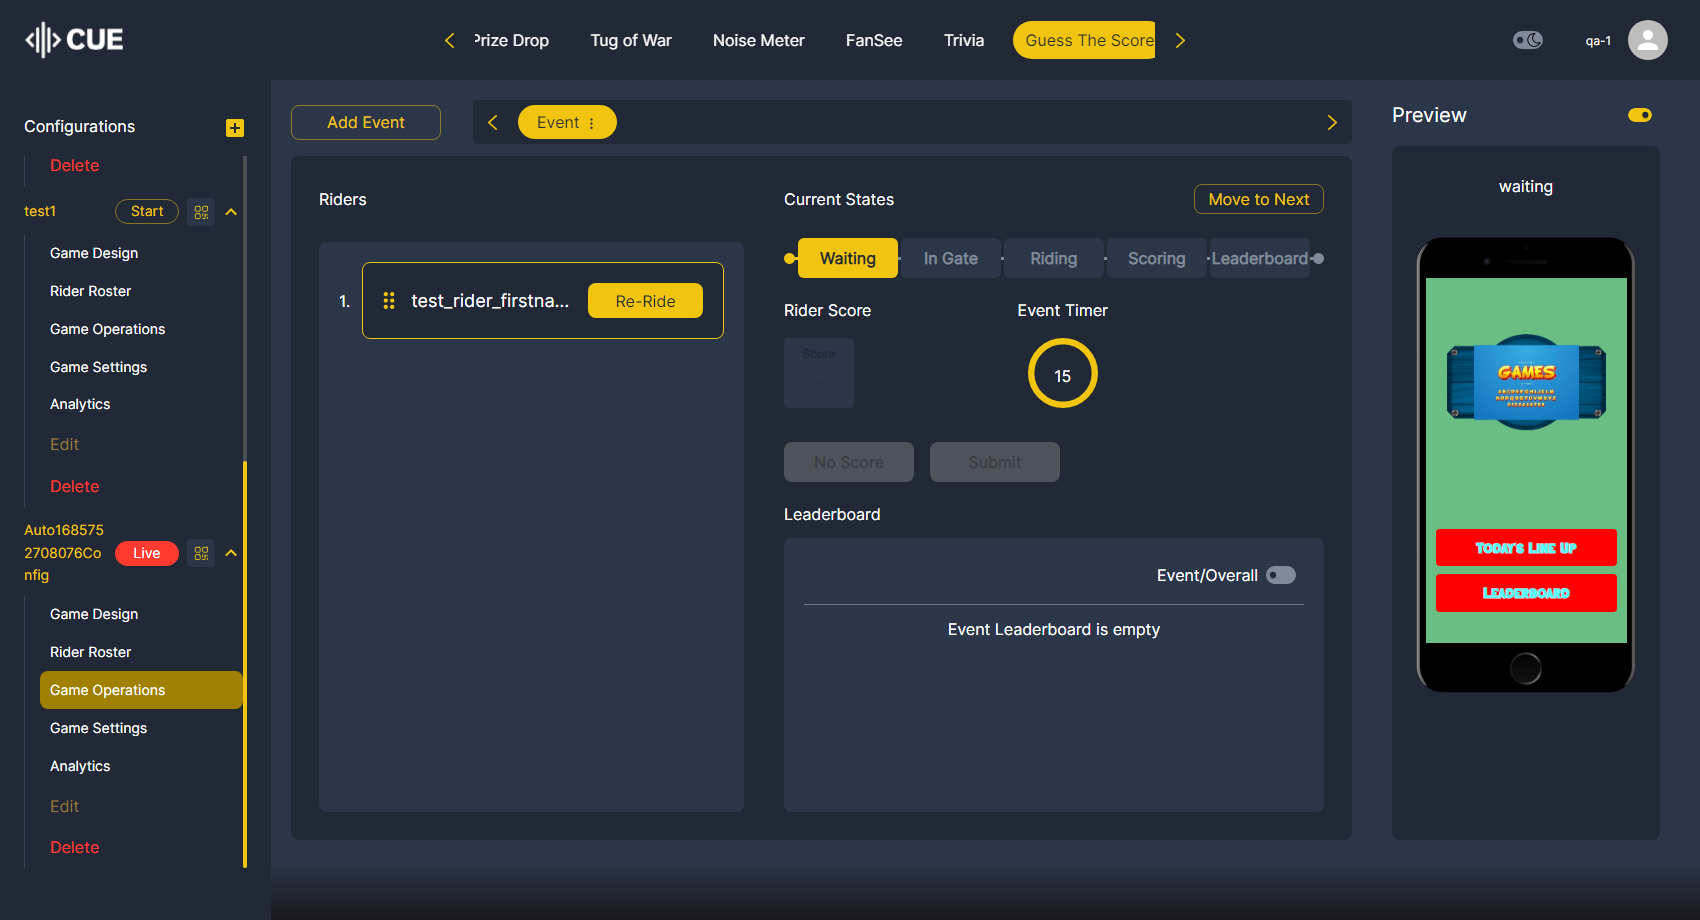 CUE
Prize Drop
Tug of War
Noise Meter
FanSee
Trivia
Guess The Score
qa-1
Configurations
Delete
test1
Start
Game Design
Rider Roster
Game Operations
Game Settings
Analytics
Edit
Delete
Auto168575
2708076Co
nfig
Live
Game Design
Rider Roster
Game Operations
Game Settings
Analytics
Edit
Delete
Add Event
Event
Riders
1.
test_rider_firstna...
Re-Ride
Current States
Move to Next
Waiting
In Gate
Riding
Scoring
Leaderboard
Rider Score
Event Timer
Score
15
No Score
Submit
Leaderboard
Event/Overall
Event Leaderboard is empty
Preview
waiting
GAMES
Today's Line Up
Leaderboard